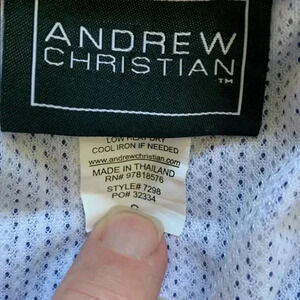 ANDREW
CHRISTIAN
TM
LOW HEAT DRY
COOL IRON IF NEEDED
www.andrewchristian.com
MADE IN THAILAND
RN# 97818576
STYLE# 7298
PO# 32334